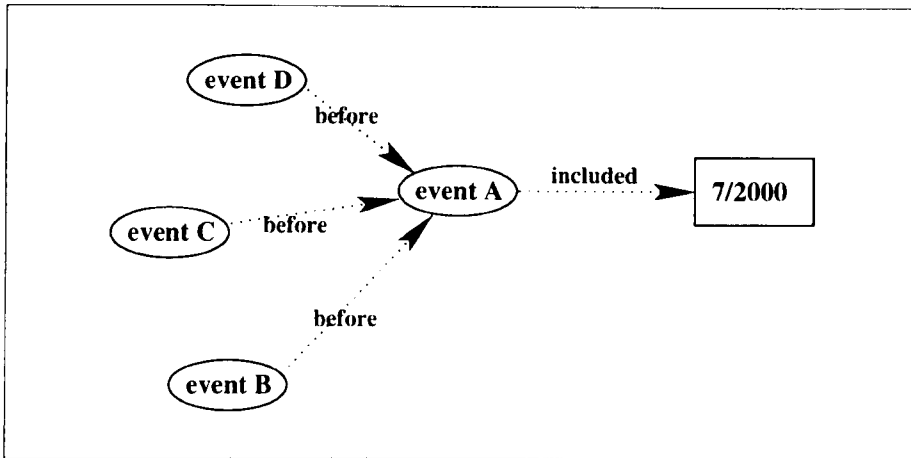 event D
before
included
event A
7/2000
event C
before
before
event B